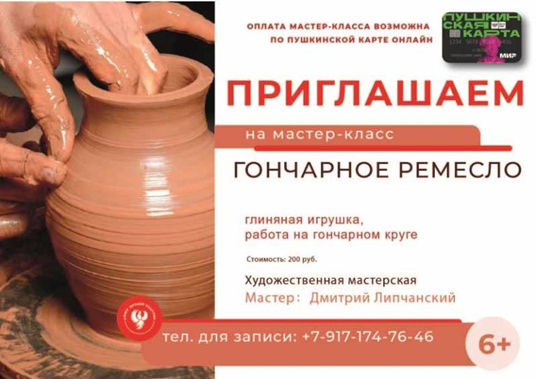 ОПЛАТА МАСТЕР-КЛАССА ВОЗМОЖНА
ПО ПУШКИНСКОЙ КАРТЕ ОНЛАЙН
ПУШКИН
СКАЯ
КАРТА
МИР
ПРИГЛАШАЕМ
на мастер-класс
ГОНЧАРНОЕ РЕМЕСЛО
глиняная игрушка,
работа на гончарном круге
Стоимость: 200 руб.
Художественная мастерская
Мастер: Дмитрий Липчанский
тел. для записи: +7-917-174-76-46
6+